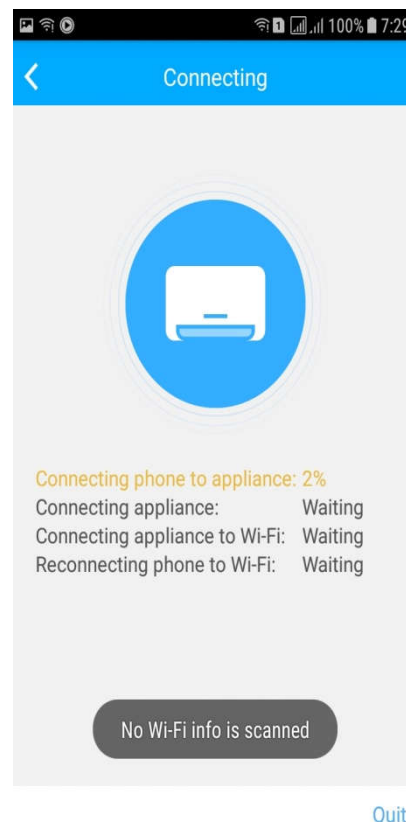 1 100% 7:29
Connecting
Connecting phone to appliance: 2%
Connecting appliance: Waiting
Connecting appliance to Wi-Fi: Waiting
Reconnecting phone to Wi-Fi: Waiting
No Wi-Fi info is scanned
Quit